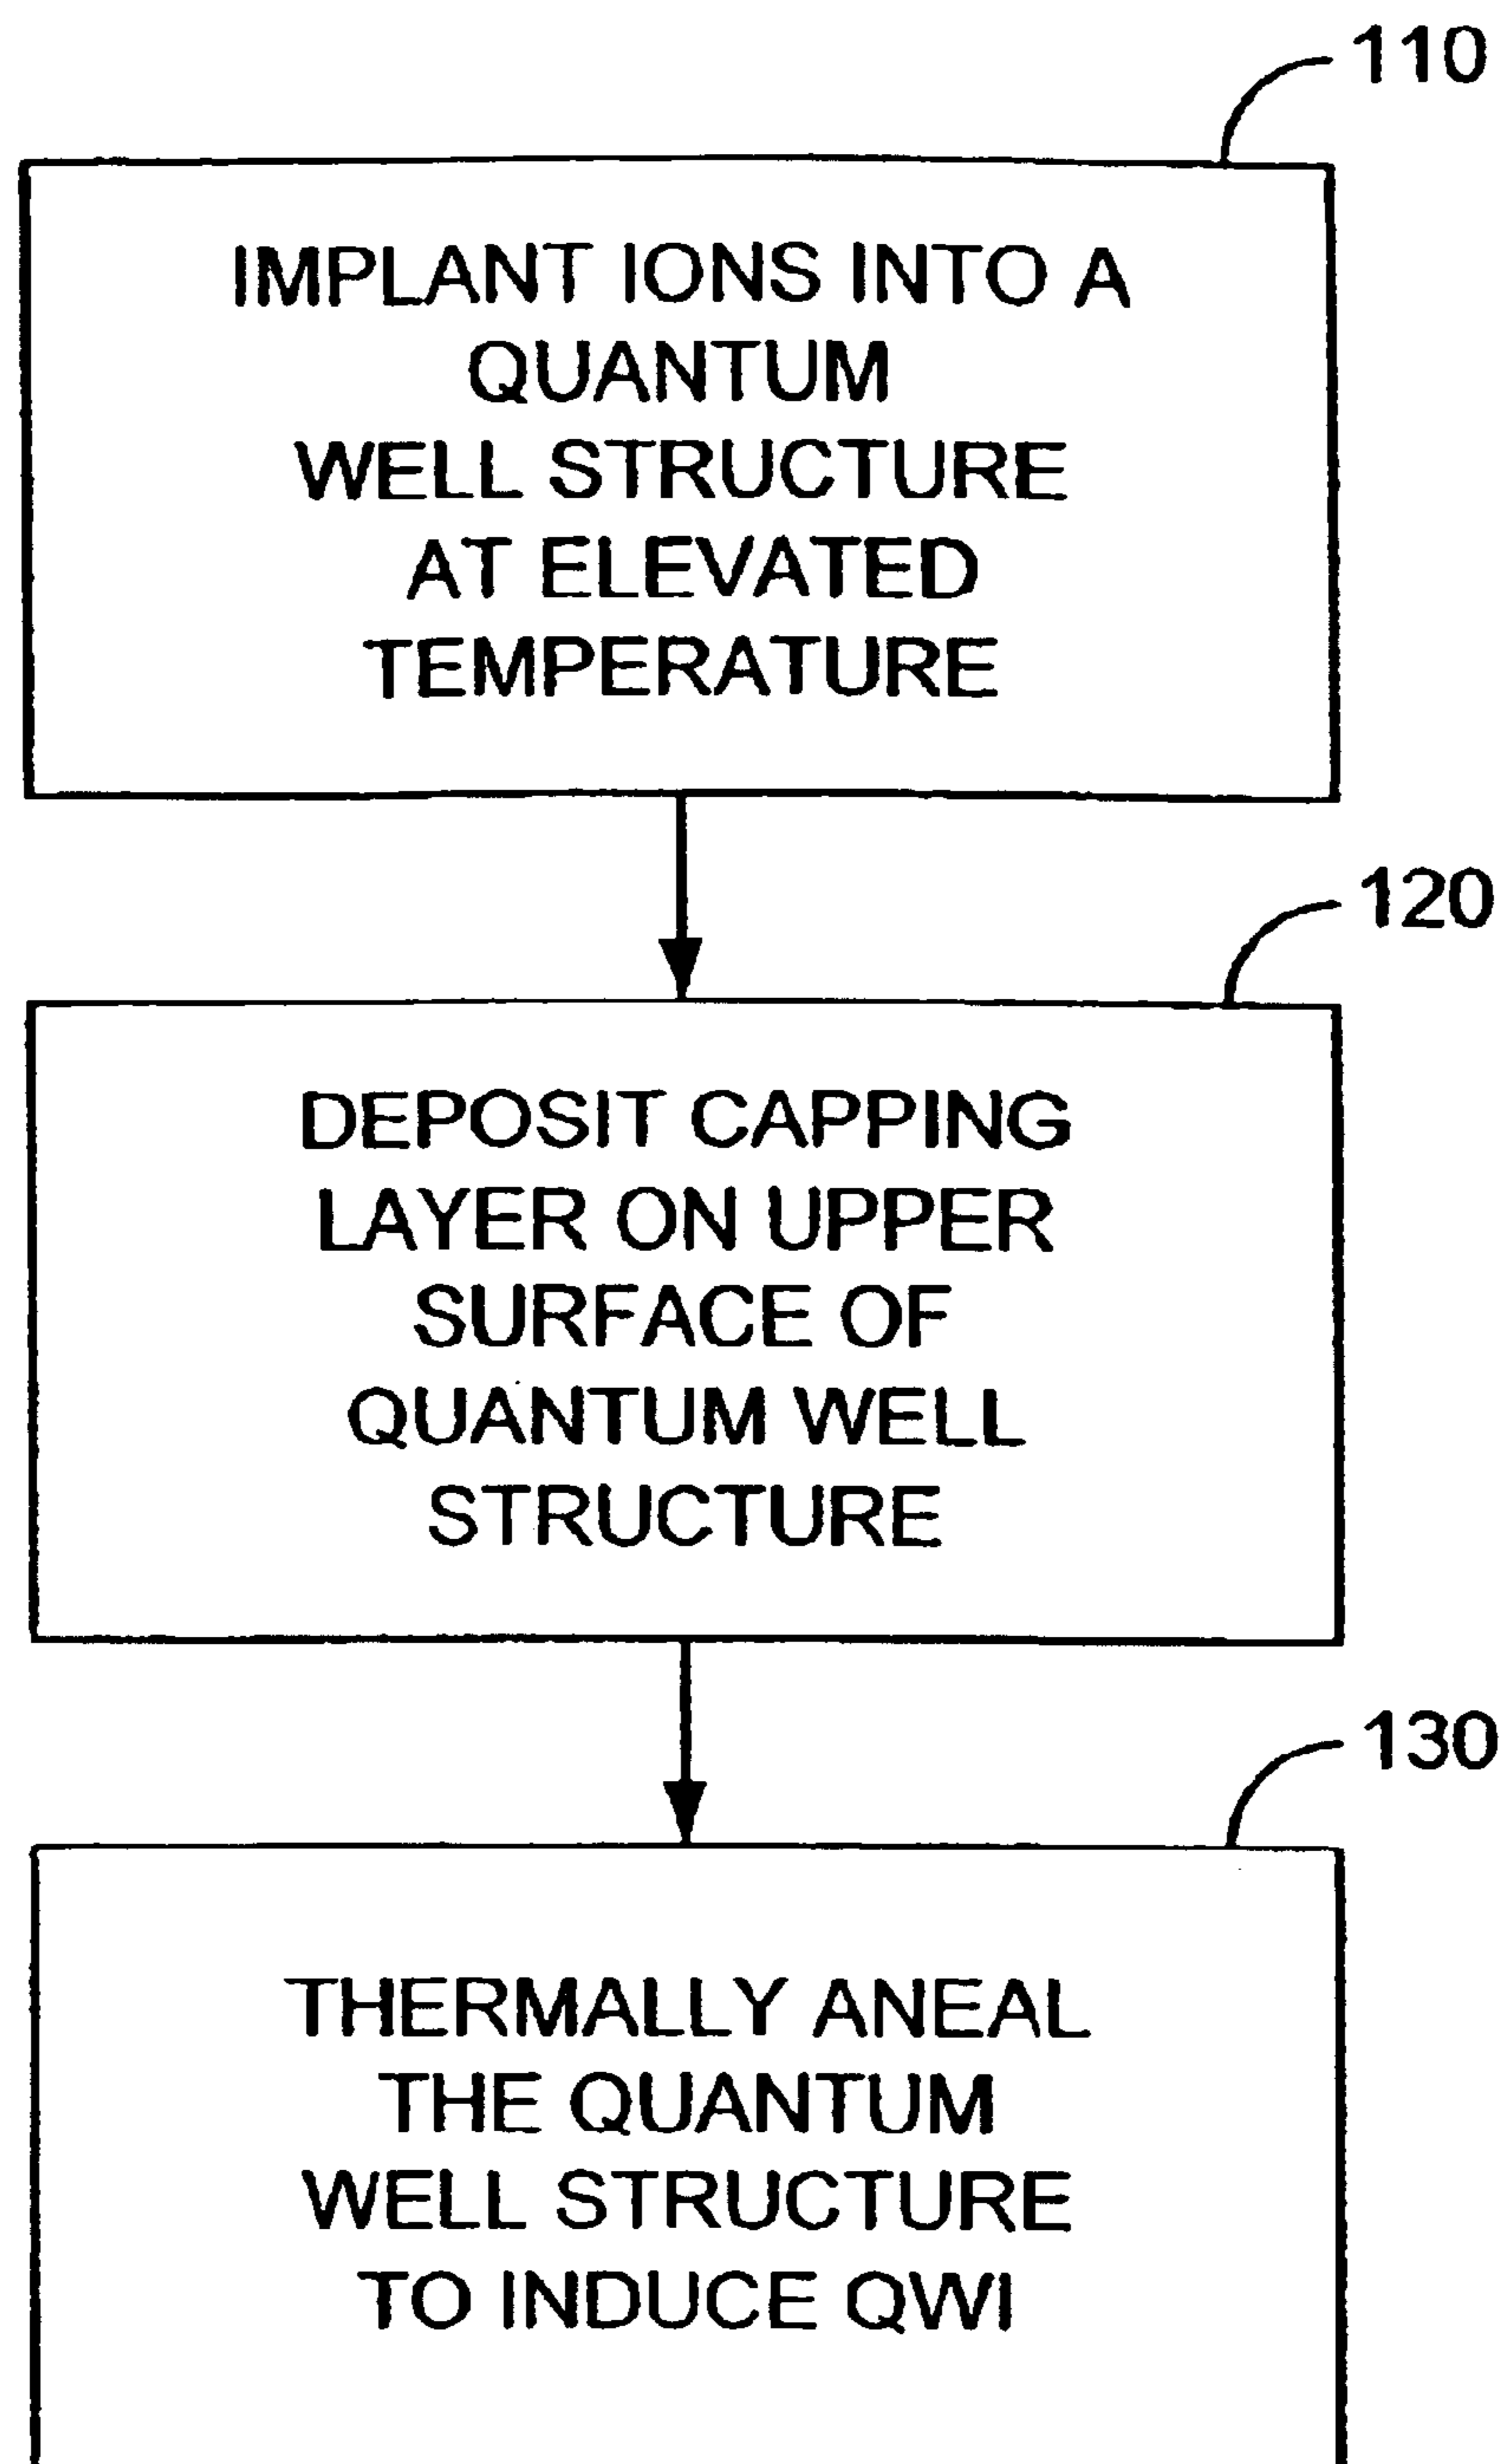 110
IMPLANT IONS INTO A
QUANTUM
WELL STRUCTURE
AT ELEVATED
TEMPERATURE
120
DEPOSIT CAPPING
LAYER ON UPPER
SURFACE OF
QUANTUM WELL
STRUCTURE
130
THERMALLY ANEAL
THE QUANTUM
WELL STRUCTURE
TO INDUCE QWI